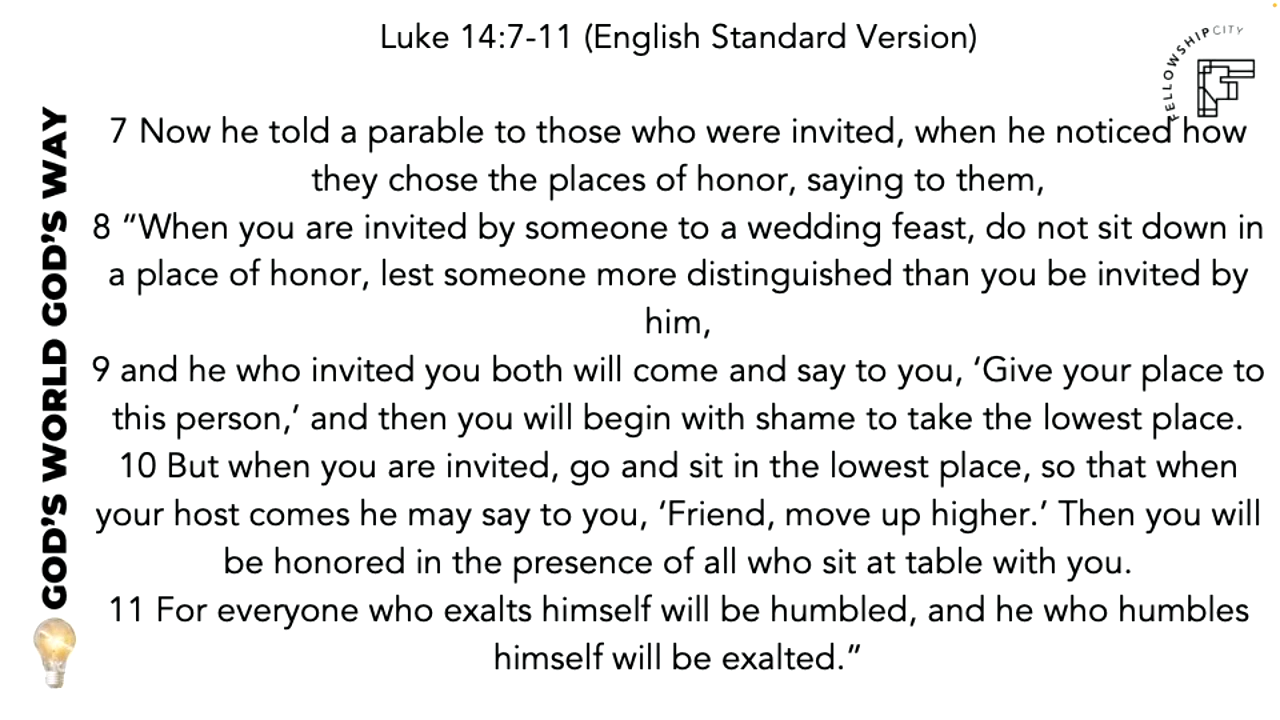 Luke 14:7-11 (English Standard Version)
FELLOWSHIPCITY
7 Now he told a parable to those who were invited, when he noticed how
they chose the places of honor, saying to them,
8 “When you are invited by someone to a wedding feast, do not sit down in
a place of honor, lest someone more distinguished than you be invited by
him,
9 and he who invited you both will come and say to you, ‘Give your place to
this person,’ and then you will begin with shame to take the lowest place.
10 But when you are invited, go and sit in the lowest place, so that when
your host comes he may say to you, ‘Friend, move up higher.’ Then you will
be honored in the presence of all who sit at table with you.
11 For everyone who exalts himself will be humbled, and he who humbles
himself will be exalted.”
GOD’S WORLD GOD’S WAY